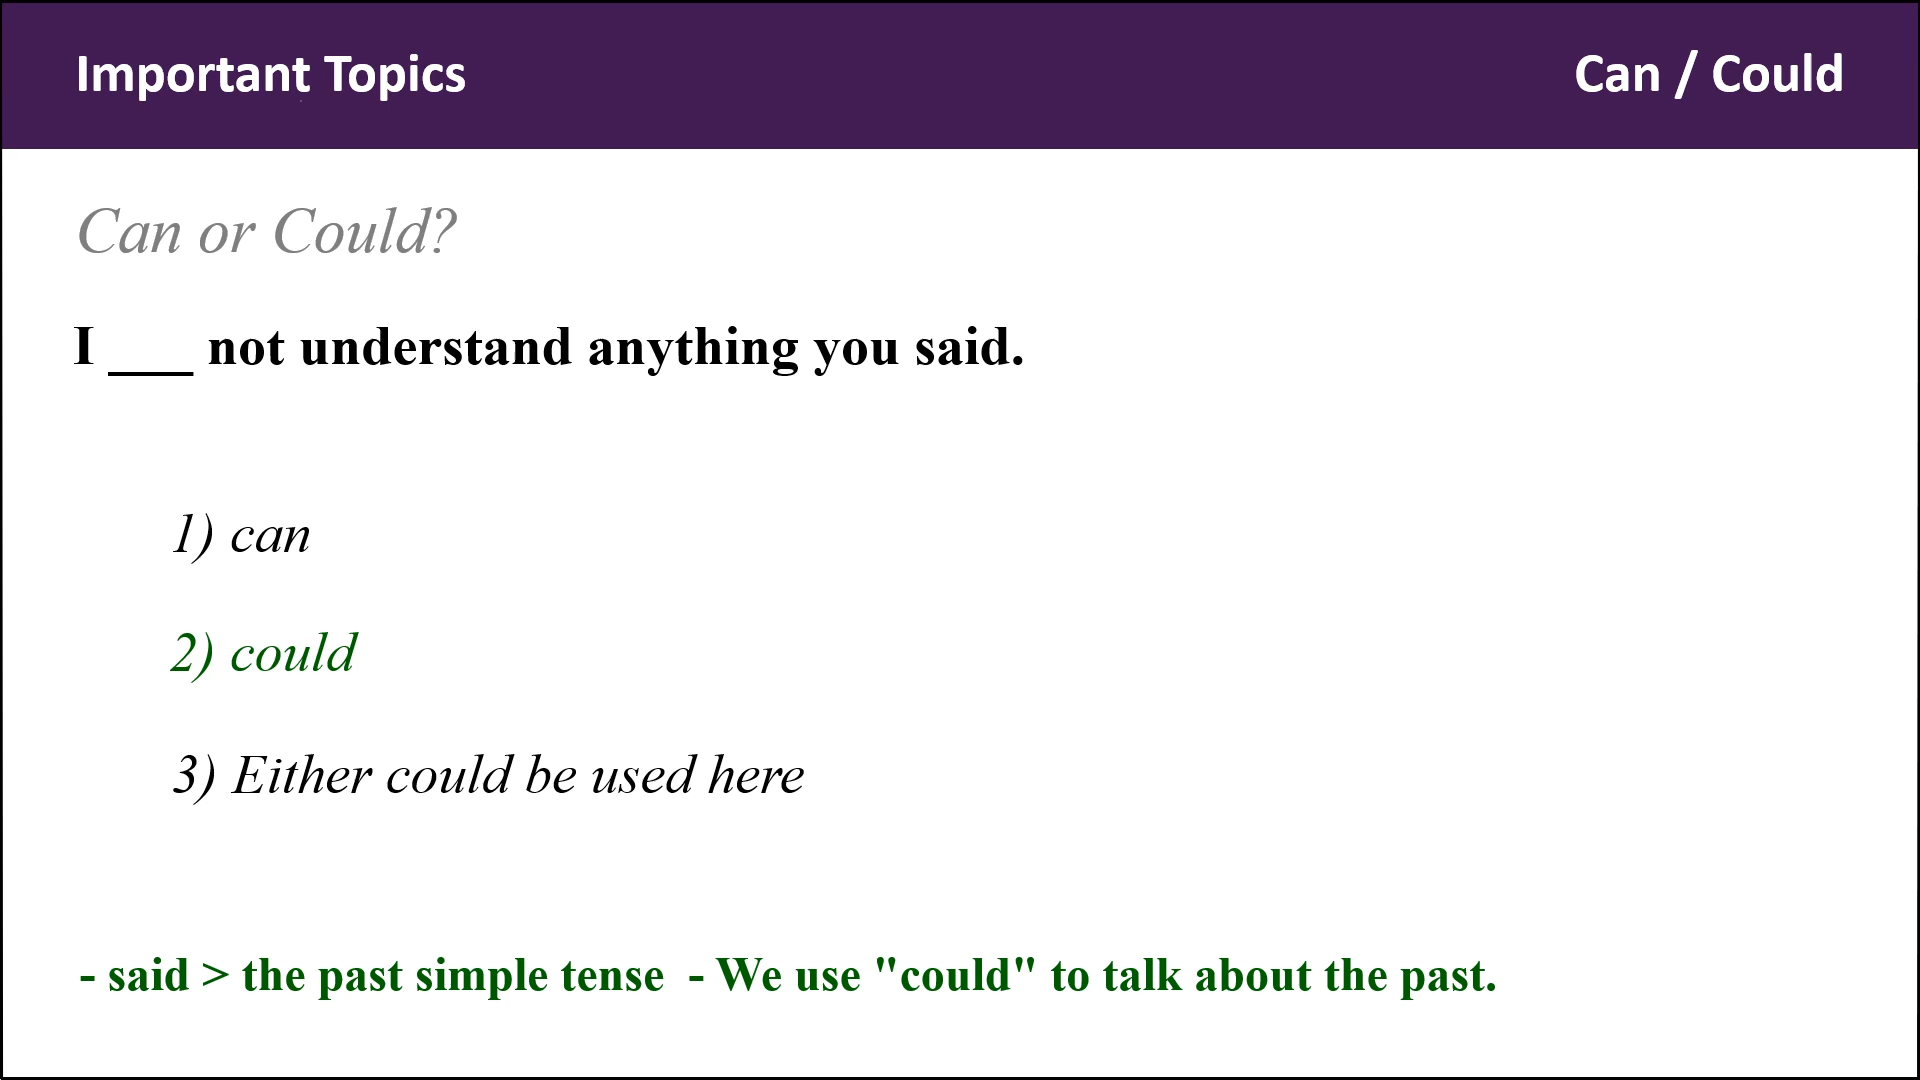 Important Topics
Can / Could
Can or Could?
I ___ not understand anything you said.
1) can
2) could
3) Either could be used here
- said > the past simple tense  - We use "could" to talk about the past.